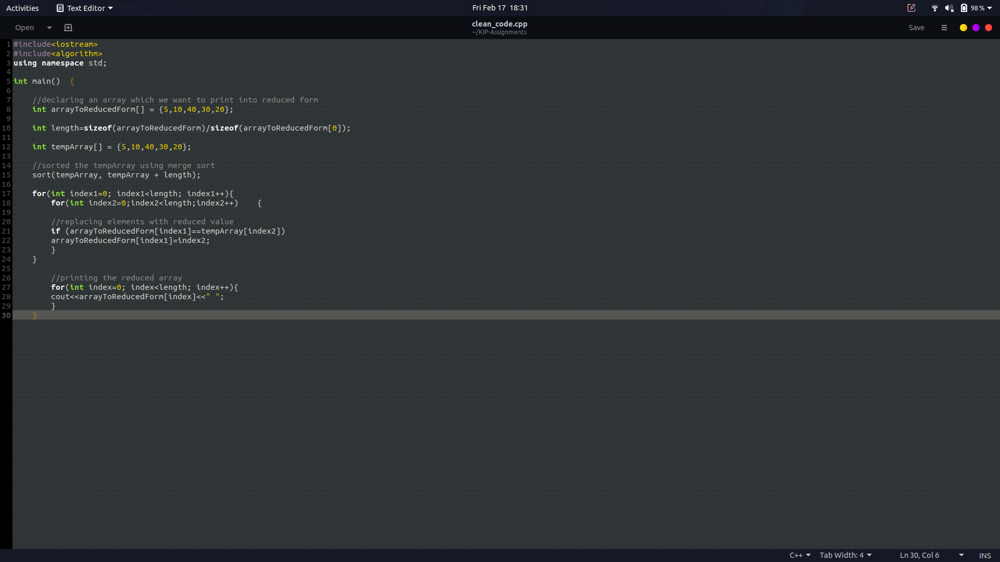 Activities Text Editor Fri Feb 17 18:31 98 %
Open clean_code.cpp Save
~/KIP-Assignments
1 #include<iostream>
2 #include<algorithm>
3 using namespace std;
4
5 int main()  {
6
7     //declaring an array which we want to print into reduced form
8     int arrayToReducedForm[] = {5,10,40,30,20};
9
10     int length=sizeof(arrayToReducedForm)/sizeof(arrayToReducedForm[0]);
11
12     int tempArray[] = {5,10,40,30,20};
13
14     //sorted the tempArray using merge sort
15     sort(tempArray, tempArray + length);
16
17     for(int index1=0; index1<length; index1++){
18         for(int index2=0;index2<length;index2++)    {
19
20         //replacing elements with reduced value
21         if (arrayToReducedForm[index1]==tempArray[index2])
22         arrayToReducedForm[index1]=index2;
23         }
24     }
25
26         //printing the reduced array
27         for(int index=0; index<length; index++){
28         cout<<arrayToReducedForm[index]<<" ";
29         }
30     }
C++ Tab Width: 4 Ln 30, Col 6 INS